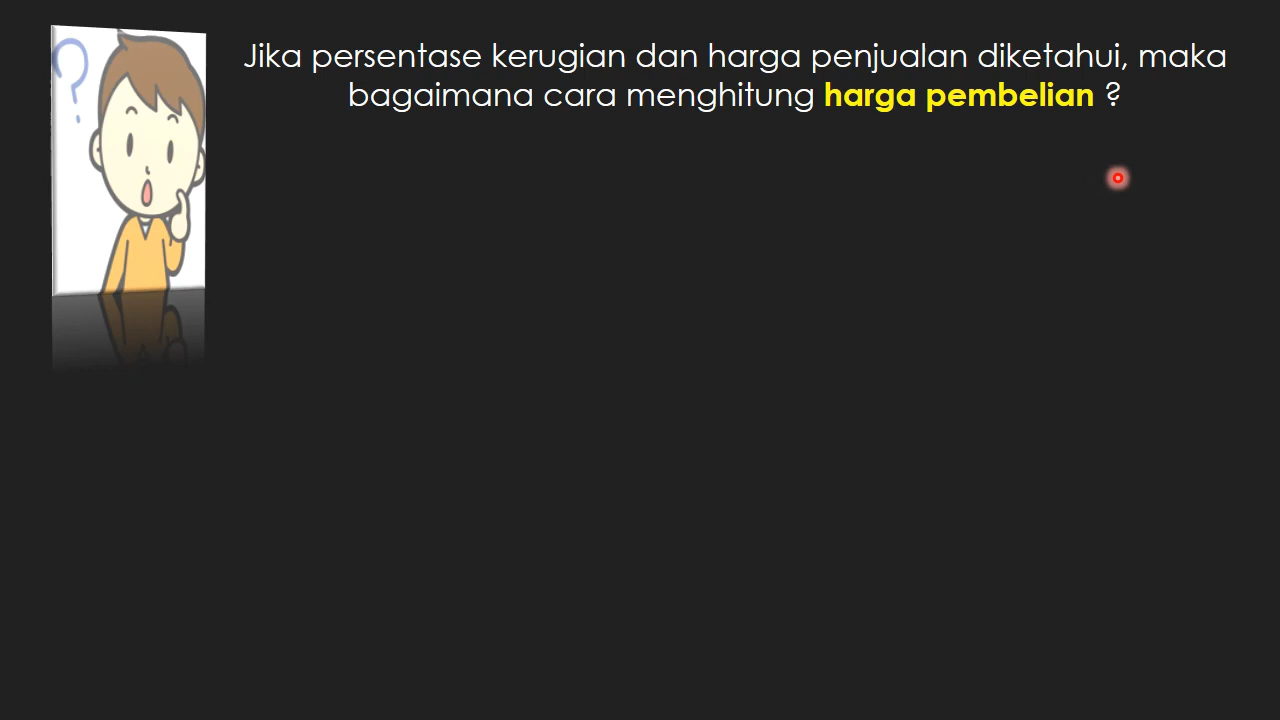 Jika persentase kerugian dan harga penjualan diketahui, maka
bagaimana cara menghitung harga pembelian ?